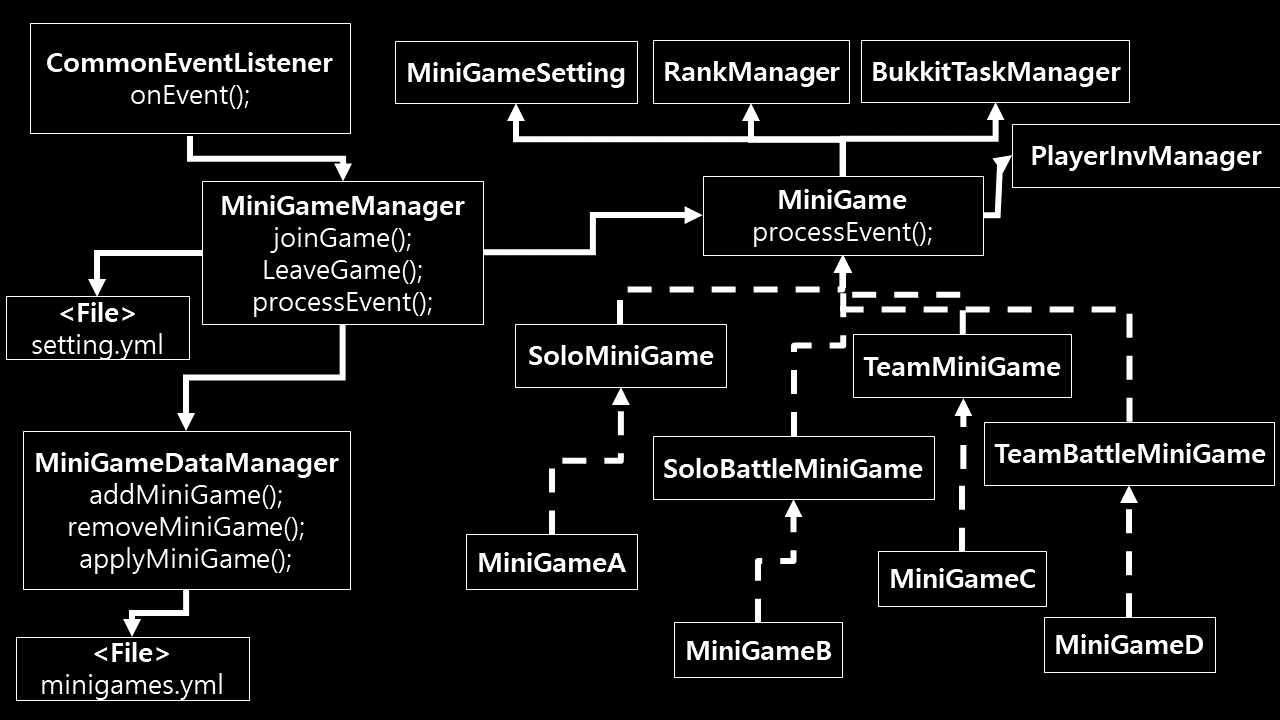 CommonEventListener
onEvent();
MiniGameSetting
RankManager
BukkitTaskManager
PlayerInvManager
MiniGameManager
joinGame();
LeaveGame();
processEvent();
MiniGame
processEvent();
<File>
setting.yml
SoloMiniGame
TeamMiniGame
MiniGameDataManager
addMiniGame();
removeMiniGame();
applyMiniGame();
SoloBattleMiniGame
TeamBattleMiniGame
MiniGameA
MiniGameC
MiniGameB
MiniGameD
<File>
minigames.yml